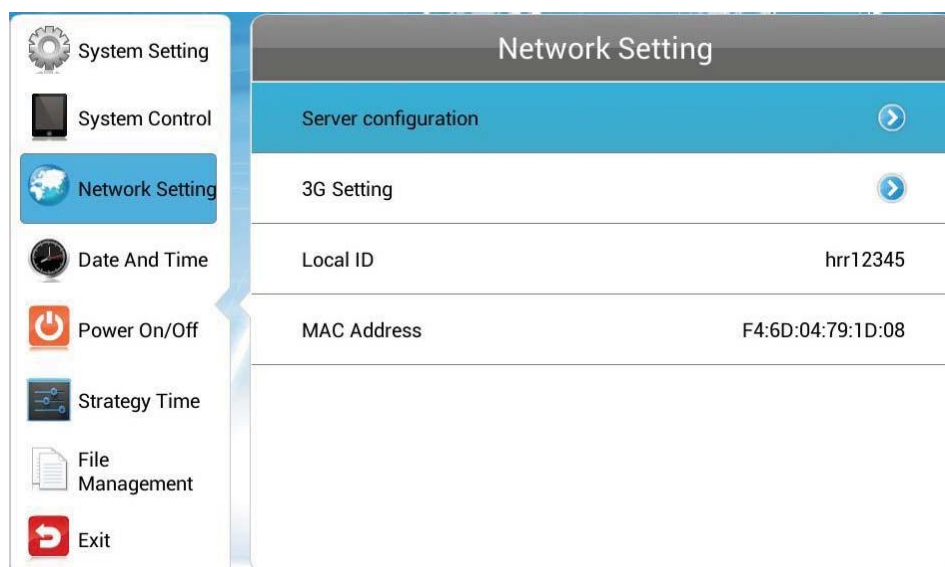 System Setting
System Control
Network Setting
Date And Time
Power On/Off
Strategy Time
File
Management
Exit
Network Setting
Server configuration
3G Setting
Local ID hrr12345
MAC Address F4:6D:04:79:1D:08